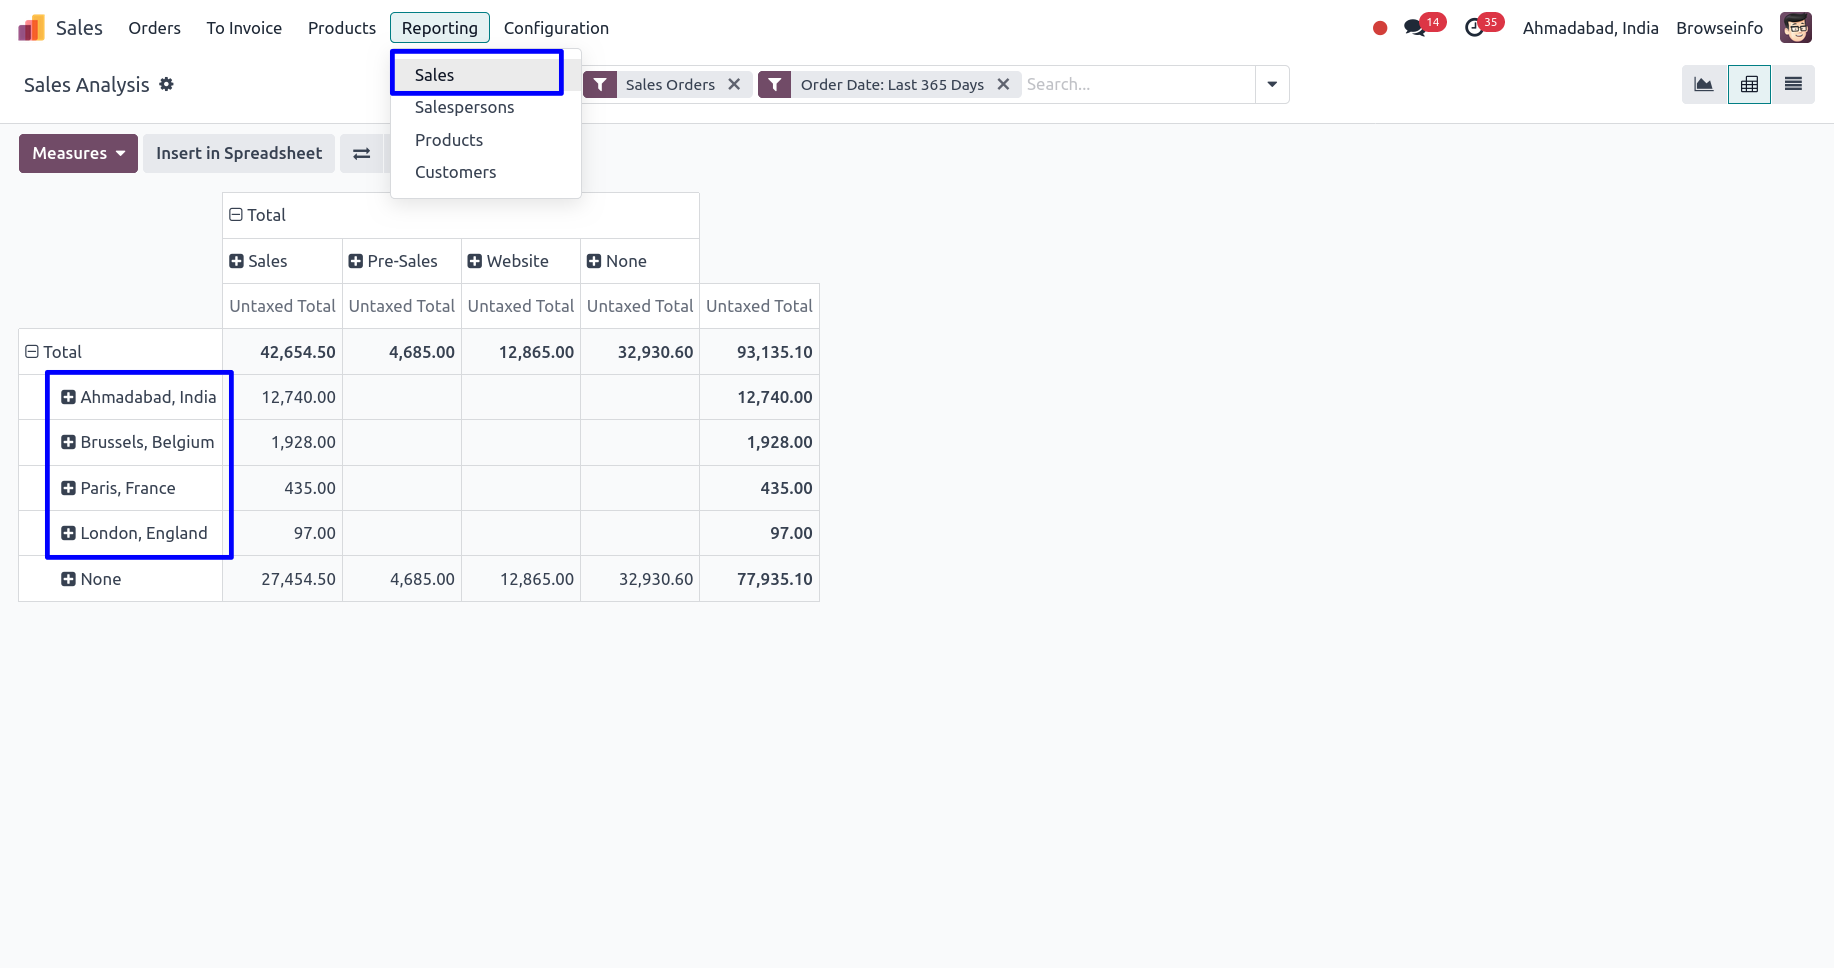 Sales Orders To Invoice Products Reporting Configuration 14 35 Ahmadabad, India Browseinfo
Sales Analysis Sales Orders Order Date: Last 365 Days Search...
Sales
Salespersons
Products
Customers
Measures Insert in Spreadsheet
Total
Sales Pre-Sales Website None
Untaxed Total Untaxed Total Untaxed Total Untaxed Total Untaxed Total
Total 42,654.50 4,685.00 12,865.00 32,930.60 93,135.10
Ahmadabad, India 12,740.00 12,740.00
Brussels, Belgium 1,928.00 1,928.00
Paris, France 435.00 435.00
London, England 97.00 97.00
None 27,454.50 4,685.00 12,865.00 32,930.60 77,935.10